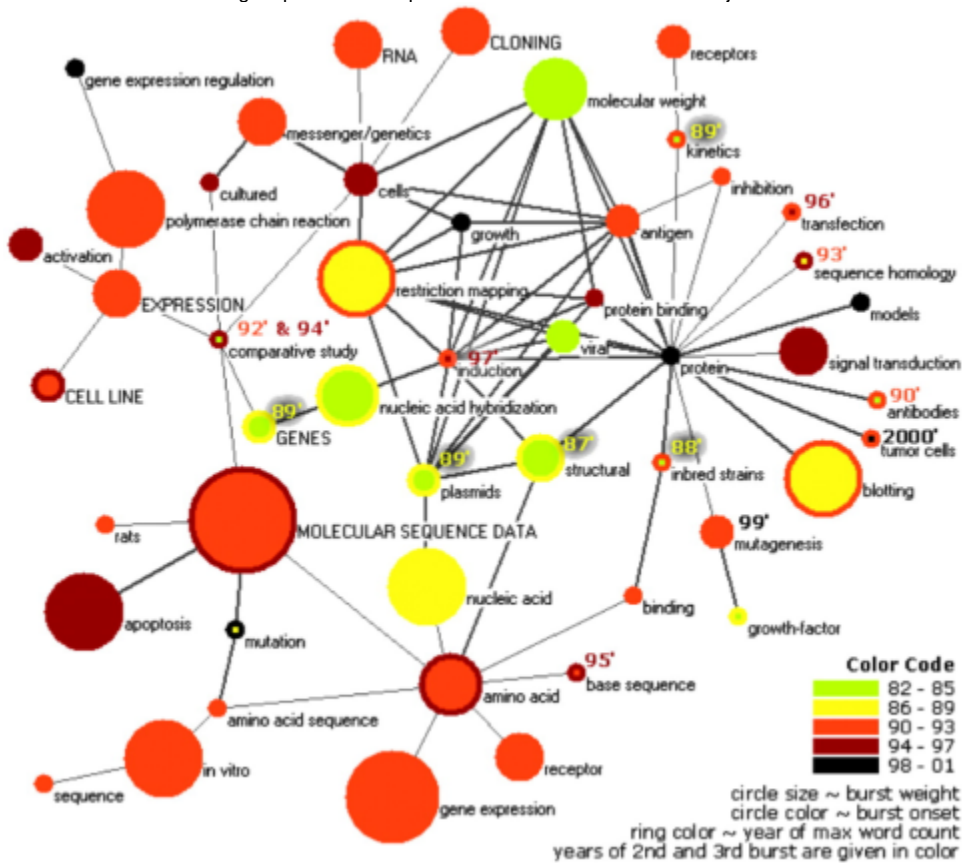 RNA
CLONING
receptors
gene expression regulation
molecular weight
messenger/genetics
89'
kinetics
cultured
cells
inhibition
96'
transfection
polymerase chain reaction
growth
antigen
activation
93'
sequence homology
restriction mapping
EXPRESSION
protein binding
models
92' & 94'
comparative study
viral
97'
induction
protein
signal transduction
CELL LINE
89'
GENES
nucleic acid hybridization
90'
antibodies
87'
structural
88'
inbred strains
2000'
tumor cells
89'
plasmids
blotting
rats
MOLECULAR SEQUENCE DATA
99'
mutagenesis
nucleic acid
binding
apoptosis
mutation
growth-factor
95'
base sequence
amino acid
amino acid sequence
in vitro
receptor
sequence
gene expression
Color Code
82 - 85
86 - 89
90 - 93
94 - 97
98 - 01
circle size ~ burst weight
circle color ~ burst onset
ring color ~ year of max word count
years of 2nd and 3rd burst are given in color